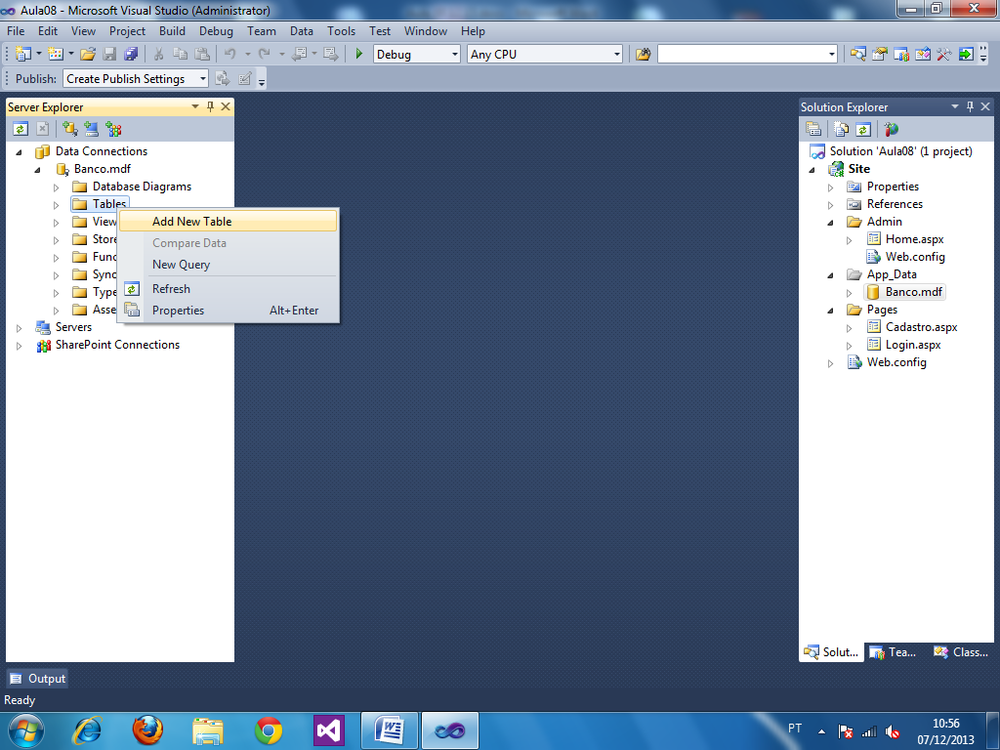 Aula08 - Microsoft Visual Studio (Administrator)
File Edit View Project Build Debug Team Data Tools Test Window Help
Debug Any CPU
Publish: Create Publish Settings
Server Explorer
Data Connections
Banco.mdf
Database Diagrams
Tables
View
Store
Func
Syno
Type
Asse
Servers
SharePoint Connections
Add New Table
Compare Data
New Query
Refresh
Properties Alt+Enter
Solution Explorer
Solution 'Aula08' (1 project)
Site
Properties
References
Admin
Home.aspx
Web.config
App_Data
Banco.mdf
Pages
Cadastro.aspx
Login.aspx
Web.config
Solut... Tea... Class...
Output
Ready
PT
10:56
07/12/2013